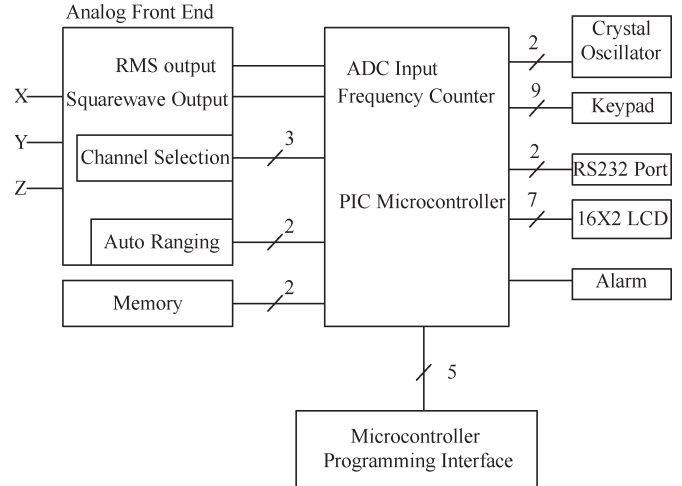 Analog Front End
RMS output
Squarewave Output
X
Y
Z
Channel Selection
3
Auto Ranging
2
Memory
2
ADC Input
Frequency Counter
PIC Microcontroller
2
Crystal
Oscillator
9
Keypad
2
RS232 Port
7
16X2 LCD
Alarm
5
Microcontroller
Programming Interface